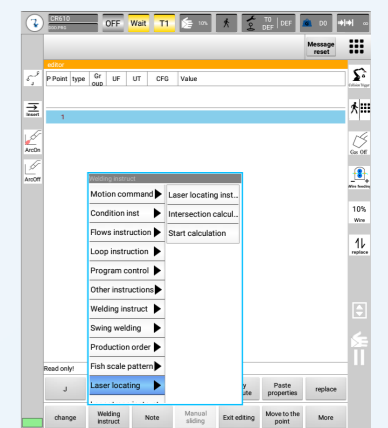 CR610
OFF
Wait
T1
10%
T0
DEF
DEF
D0
∞
Message
reset
editor
P Point type Gr oup UF UT CFG Value
Collision Trigger
Insert
1
ArcOn
Gas Off
ArcOff
Wire feeding
Welding instruct
Motion command
Laser locating inst...
Condition inst
Intersection calcul...
Flows instruction
Start calculation
10%
Wire
Loop instruction
Program control
replace
Other instructions
Welding instruct
Swing welding
Production order
Fish scale pattern
Read only!
Laser locating
J
Paste
properties
replace
change
Welding
instruct
Note
Manual
sliding
Exit editing
Move to the
point
More